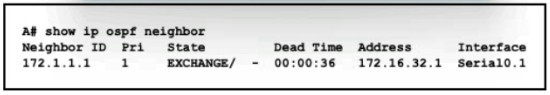 A# show ip ospf neighbor
Neighbor ID Pri State Dead Time Address Interface
172.1.1.1 1 EXCHANGE/ - 00:00:36 172.16.32.1 Serial0.1